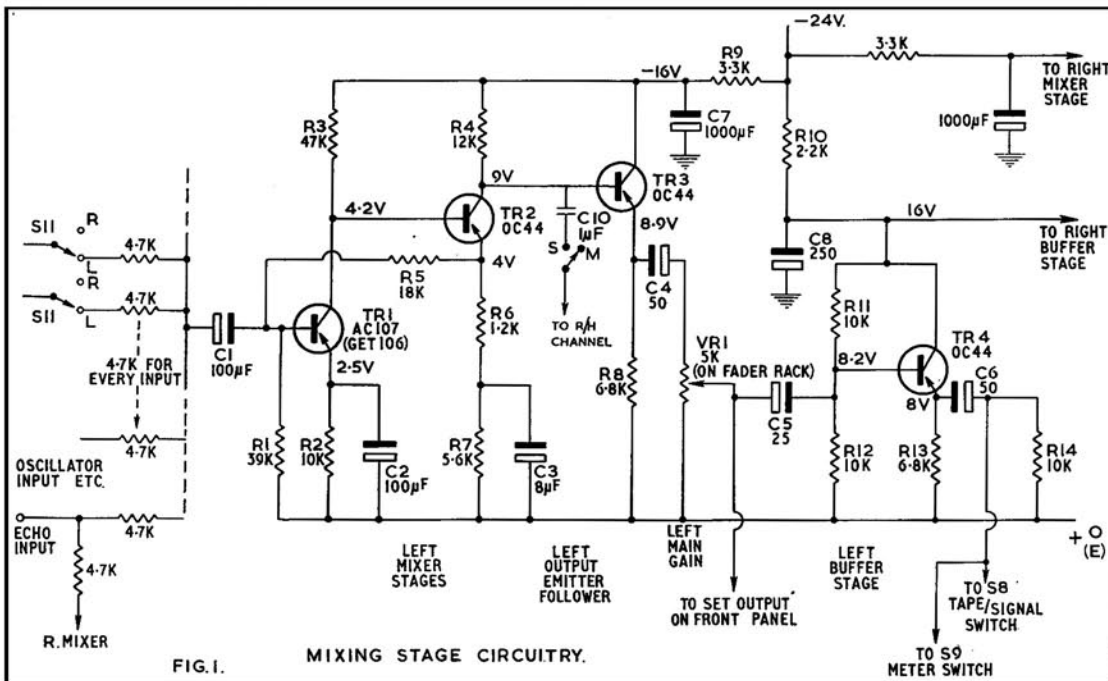 -24V.
3·3K
TO RIGHT
MIXER
STAGE
1000µF
R9
3.3K
-16V
C7
1000µF
R10
2.2K
R3
47K
R4
12K
9V
TR3
OC44
TR2
OC44
4.2V
C10
1µF
S
M
TO R/H
CHANNEL
8.9V
C4
50
16V
TO RIGHT
BUFFER
STAGE
C8
250
S11
R
L
4.7K
R
S11
L
4.7K
4.7K FOR
EVERY INPUT
4.7K
OSCILLATOR
INPUT ETC.
ECHO
INPUT
4.7K
4.7K
R.MIXER
C1
100µF
R5
18K
4V
TR1
AC107
(GET106)
2.5V
R6
1.2K
R1
39K
R2
10K
C2
100µF
R7
5.6K
C3
8µF
R8
6.8K
VR1
5K
(ON FADER RACK)
R11
10K
8.2V
TR4
OC44
C6
50
8V
C5
25
R12
10K
R13
6.8K
R14
10K
+ O
(E)
LEFT
MIXER
STAGES
LEFT
OUTPUT
EMITTER
FOLLOWER
LEFT
MAIN
GAIN
LEFT
BUFFER
STAGE
TO SET OUTPUT
ON FRONT PANEL
TO S8
TAPE/SIGNAL
SWITCH
TO S9
METER SWITCH
FIG.1.
MIXING STAGE CIRCUITRY.